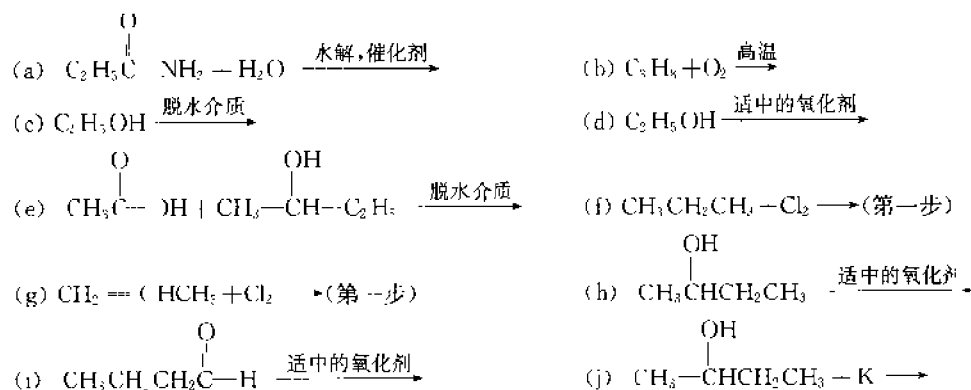 O
(a) C₂H₅C NH₂ — H₂O 水解,催化剂 (b) C₃H₈ + O₂ 高温
(c) C₂H₅OH 脱水介质 (d) C₂H₅OH 适中的氧化剂
O OH
(e) CH₃C — OH + CH₃—CH—C₂H₅ 脱水介质 (f) CH₃CH₂CH₃ — Cl₂ ⟶ (第一步)
OH
(g) CH₂ = CHCH₃ + Cl₂ (第一步) (h) CH₃CHCH₂CH₃ 适中的氧化剂
O OH
(i) CH₃CH₂CH₂C—H 适中的氧化剂 (j) CH₃—CHCH₂CH₃ — K ⟶